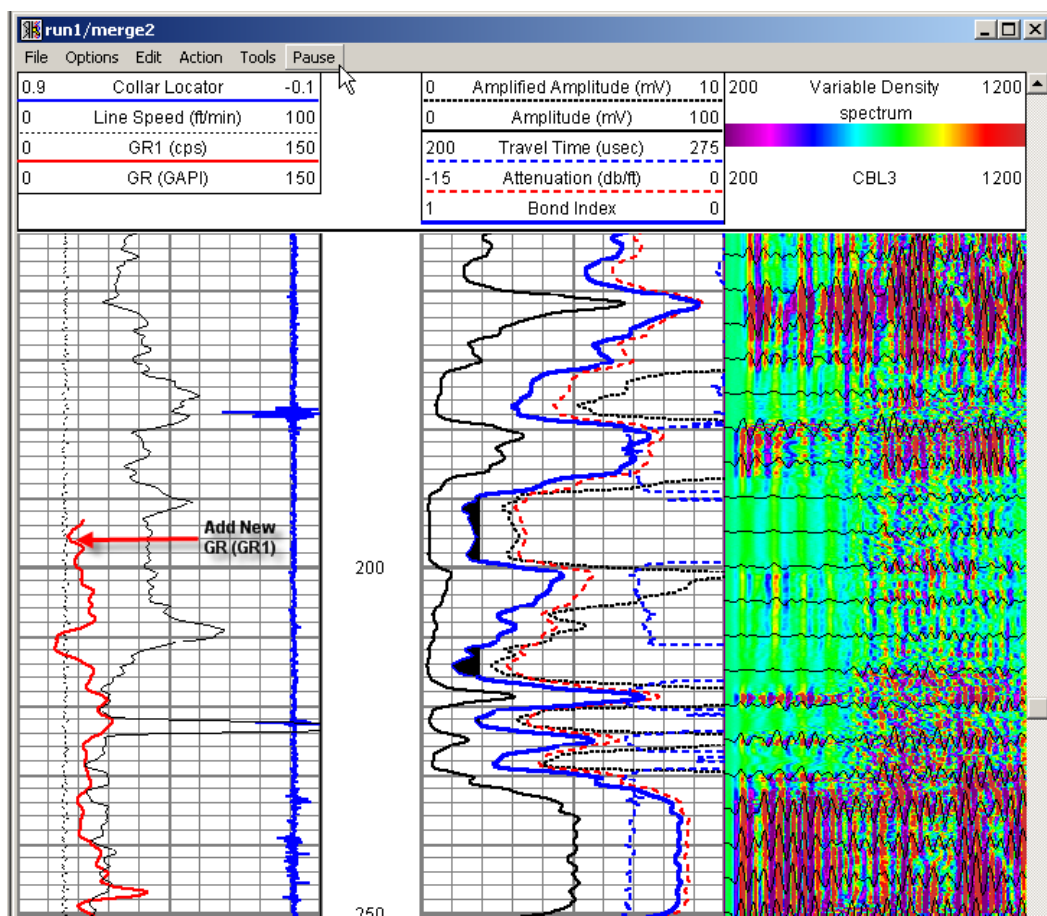 run1/merge2
File Options Edit Action Tools Pause
0.9 Collar Locator -0.1
0 Line Speed (ft/min) 100
0 GR1 (cps) 150
0 GR (GAPI) 150
0 Amplified Amplitude (mV) 10
0 Amplitude (mV) 100
200 Travel Time (usec) 275
-15 Attenuation (db/ft) 0
1 Bond Index 0
200 Variable Density 1200
spectrum
200 CBL3 1200
Add New
GR (GR1)
200
250